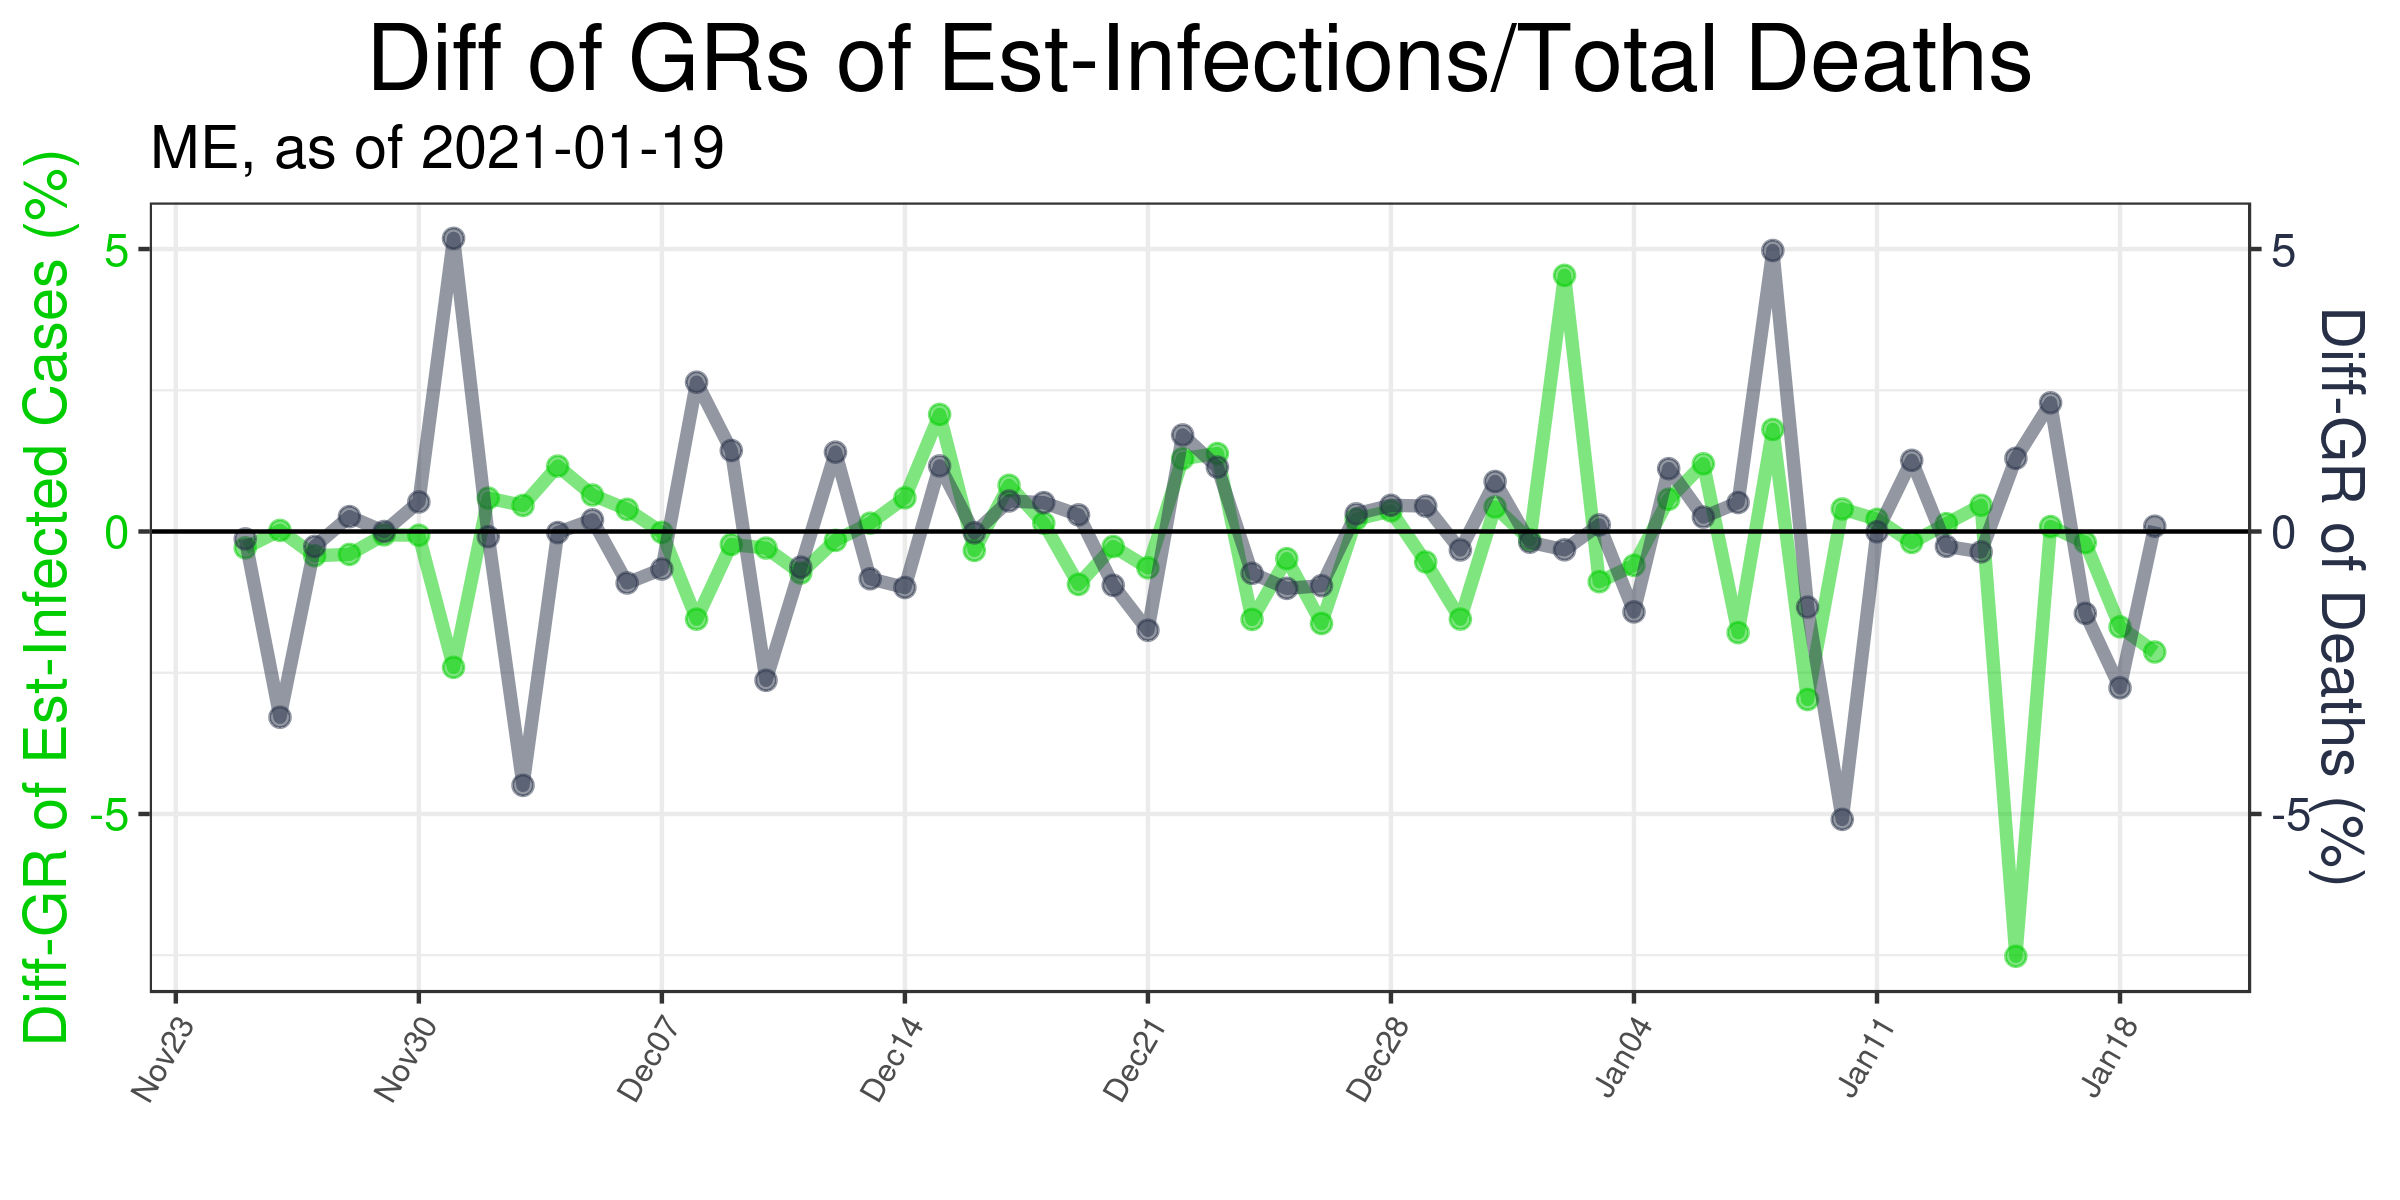 Diff of GRs of Est-Infections/Total Deaths
ME, as of 2021-01-19
Diff-GR of Est-Infected Cases (%)
5
0
-5
5
0
-5
Diff-GR of Deaths (%)
Nov23
Nov30
Dec07
Dec14
Dec21
Dec28
Jan04
Jan11
Jan18